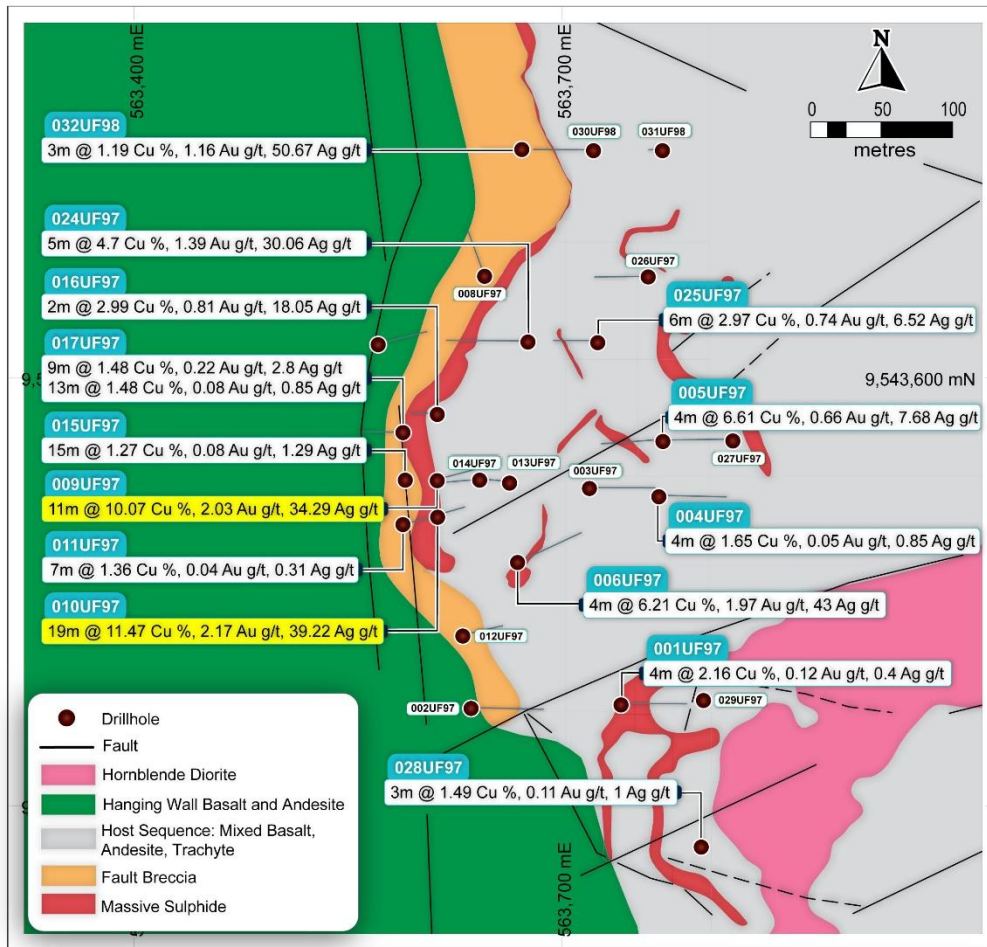 563,400 mE
563,700 mE
N
0 50 100
metres
032UF98
3m @ 1.19 Cu %, 1.16 Au g/t, 50.67 Ag g/t
030UF98
031UF98
024UF97
5m @ 4.7 Cu %, 1.39 Au g/t, 30.06 Ag g/t
016UF97
2m @ 2.99 Cu %, 0.81 Au g/t, 18.05 Ag g/t
008UF97
026UF97
025UF97
6m @ 2.97 Cu %, 0.74 Au g/t, 6.52 Ag g/t
017UF97
9m @ 1.48 Cu %, 0.22 Au g/t, 2.8 Ag g/t
13m @ 1.48 Cu %, 0.08 Au g/t, 0.85 Ag g/t
9,543,600 mN
015UF97
15m @ 1.27 Cu %, 0.08 Au g/t, 1.29 Ag g/t
005UF97
4m @ 6.61 Cu %, 0.66 Au g/t, 7.68 Ag g/t
027UF97
014UF97
013UF97
003UF97
009UF97
11m @ 10.07 Cu %, 2.03 Au g/t, 34.29 Ag g/t
004UF97
4m @ 1.65 Cu %, 0.05 Au g/t, 0.85 Ag g/t
011UF97
7m @ 1.36 Cu %, 0.04 Au g/t, 0.31 Ag g/t
006UF97
4m @ 6.21 Cu %, 1.97 Au g/t, 43 Ag g/t
010UF97
19m @ 11.47 Cu %, 2.17 Au g/t, 39.22 Ag g/t
012UF97
001UF97
4m @ 2.16 Cu %, 0.12 Au g/t, 0.4 Ag g/t
002UF97
029UF97
028UF97
3m @ 1.49 Cu %, 0.11 Au g/t, 1 Ag g/t
Drillhole
Fault
Hornblende Diorite
Hanging Wall Basalt and Andesite
Host Sequence: Mixed Basalt,
Andesite, Trachyte
Fault Breccia
Massive Sulphide
563,700 mE